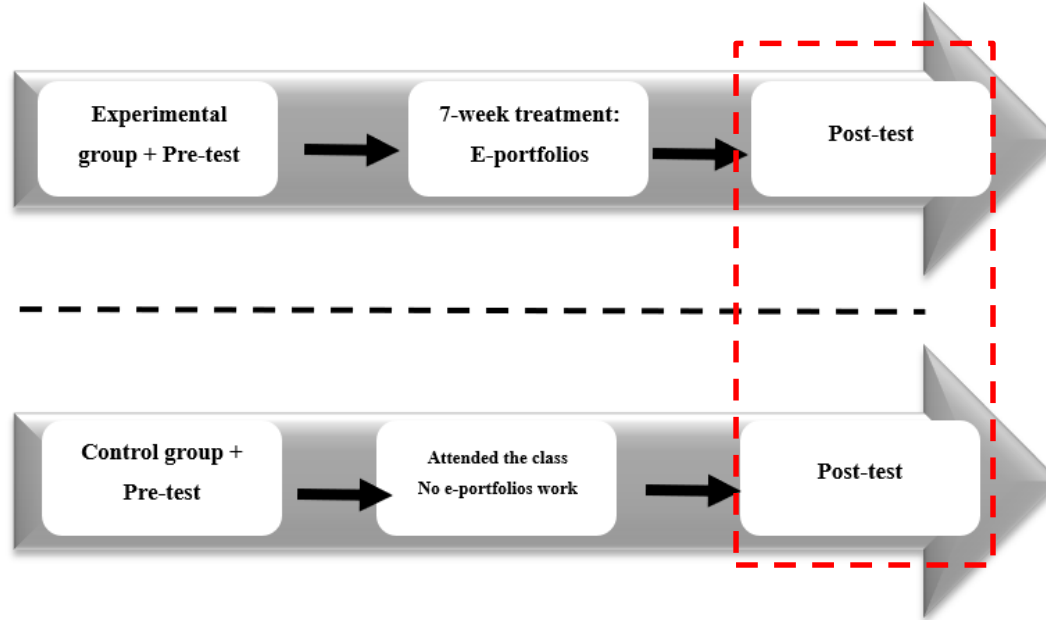 Experimental
group + Pre-test
7-week treatment:
E-portfolios
Post-test
Control group +
Pre-test
Attended the class
No e-portfolios work
Post-test